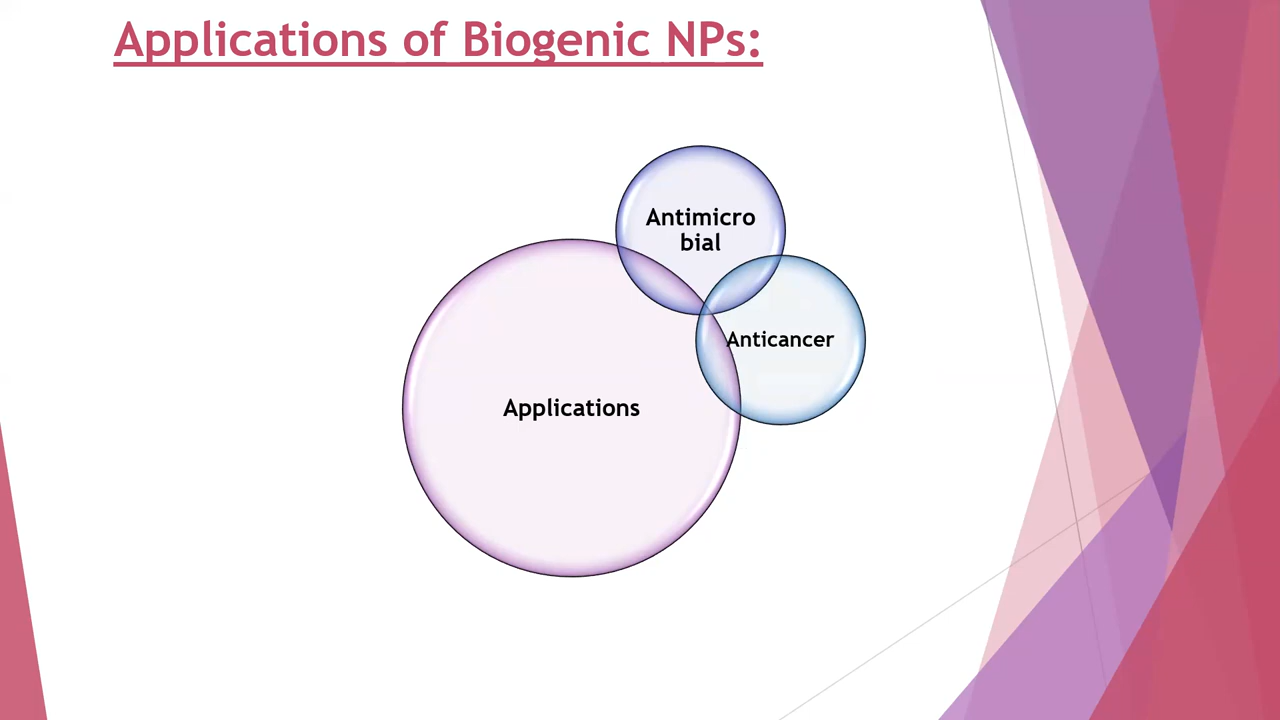 Applications of Biogenic NPs:
Antimicro
bial
Anticancer
Applications